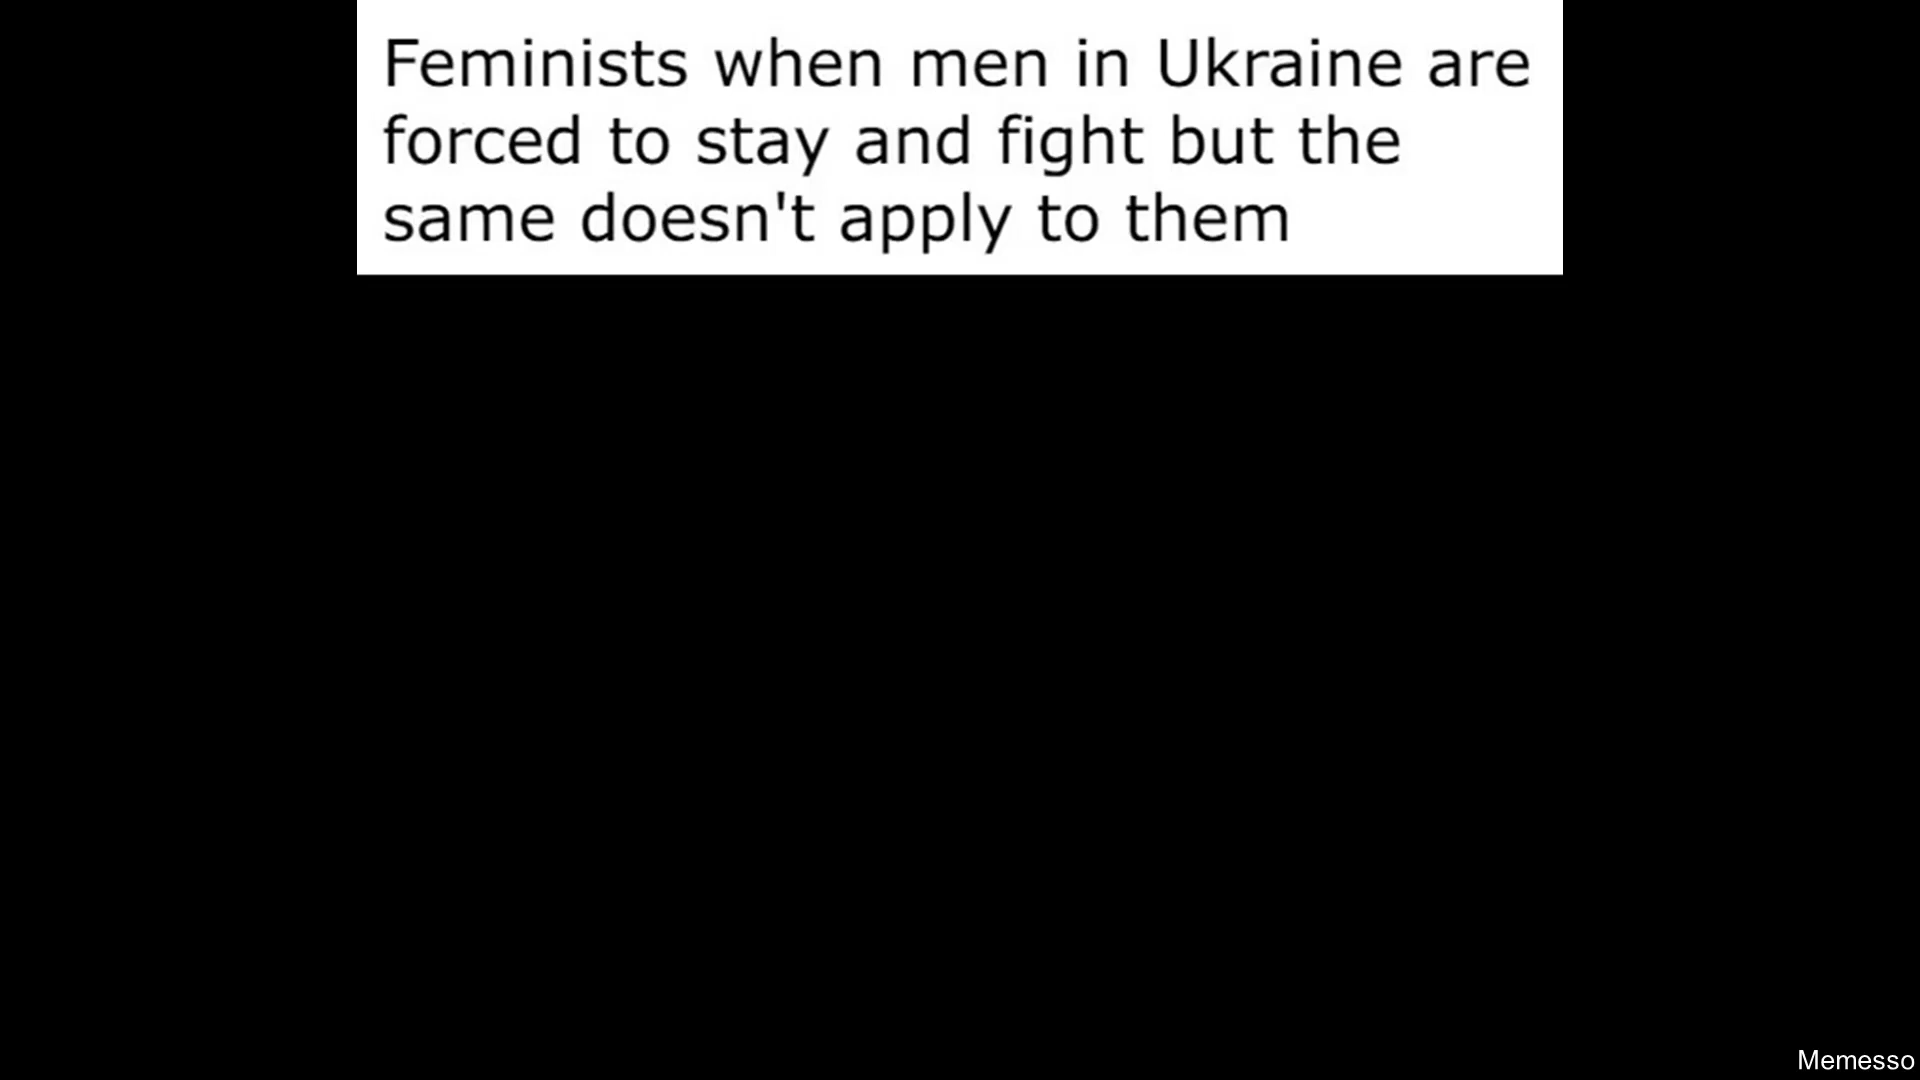 Feminists when men in Ukraine are
forced to stay and fight but the
same doesn't apply to them
Memesso